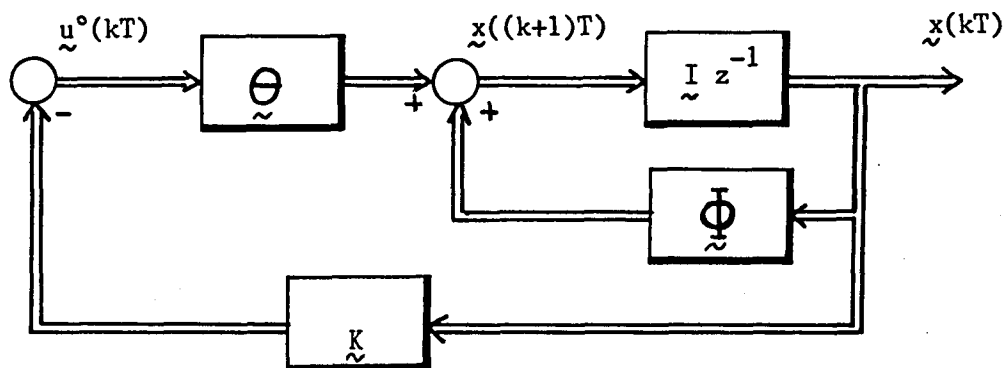 u°(kT)
x((k+1)T)
x(kT)
Θ
I z⁻¹
+
+
Φ
-
K